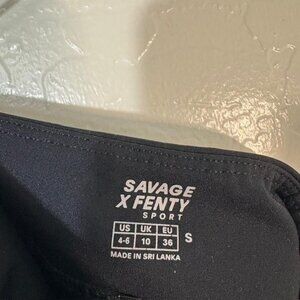 SAVAGE
X FENTY
SPORT
US UK EU
4-6 10 36 S
MADE IN SRI LANKA